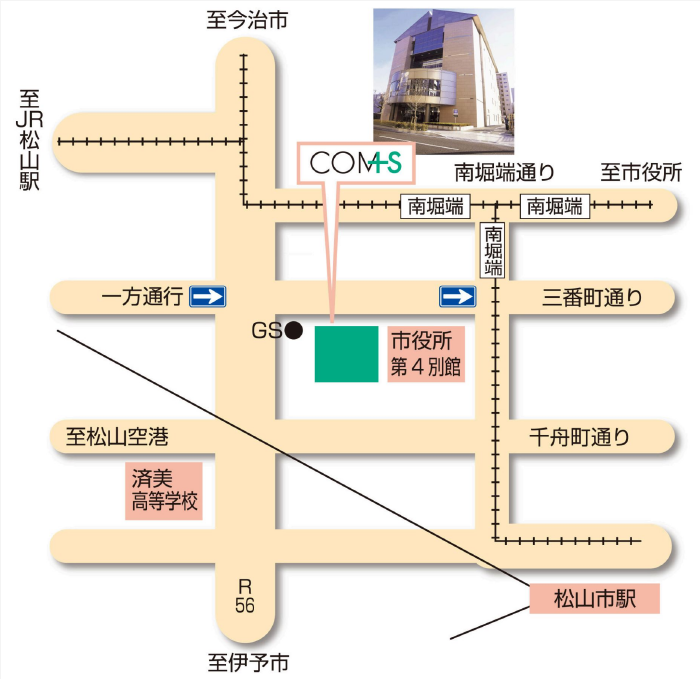 至今治市
至JR松山駅
COMS
南堀端通り
至市役所
南堀端
南堀端
南堀端
一方通行
三番町通り
GS
市役所
第4別館
至松山空港
千舟町通り
済美
高等学校
R
56
松山市駅
至伊予市